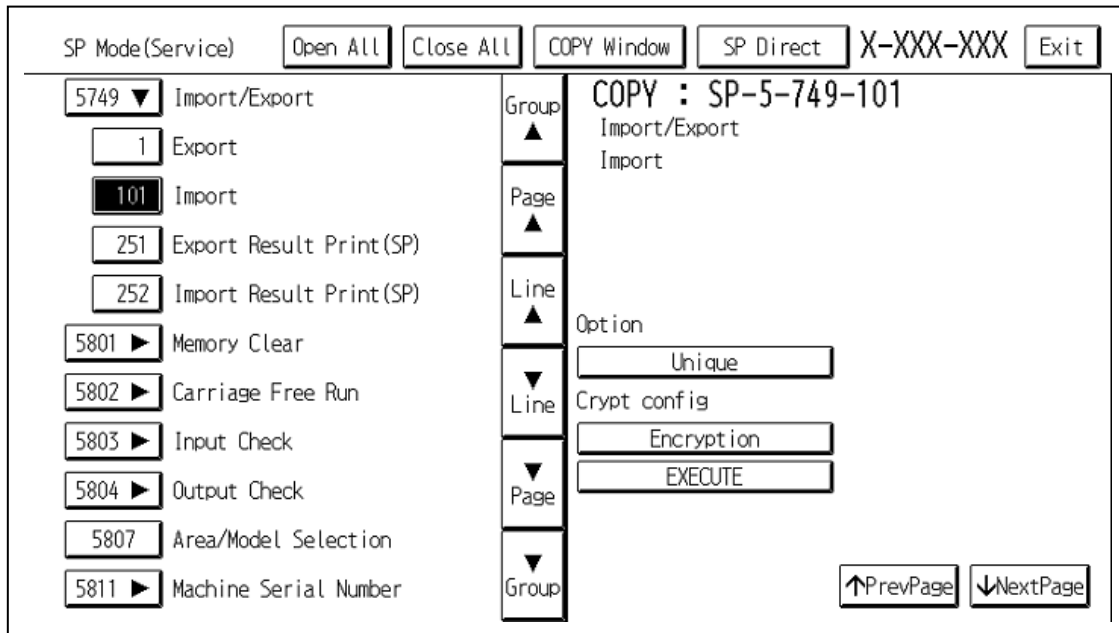 SP Mode(Service) Open All Close All COPY Window SP Direct X-XXX-XXX Exit
5749 ▼ Import/Export
1 Export
101 Import
251 Export Result Print(SP)
252 Import Result Print(SP)
5801 ► Memory Clear
5802 ► Carriage Free Run
5803 ► Input Check
5804 ► Output Check
5807 Area/Model Selection
5811 ► Machine Serial Number
Group
▲
Page
▲
Line
▲
▼
Line
▼
Page
▼
Group
COPY : SP-5-749-101
Import/Export
Import
Option
Unique
Crypt config
Encryption
EXECUTE
↑PrevPage ↓NextPage